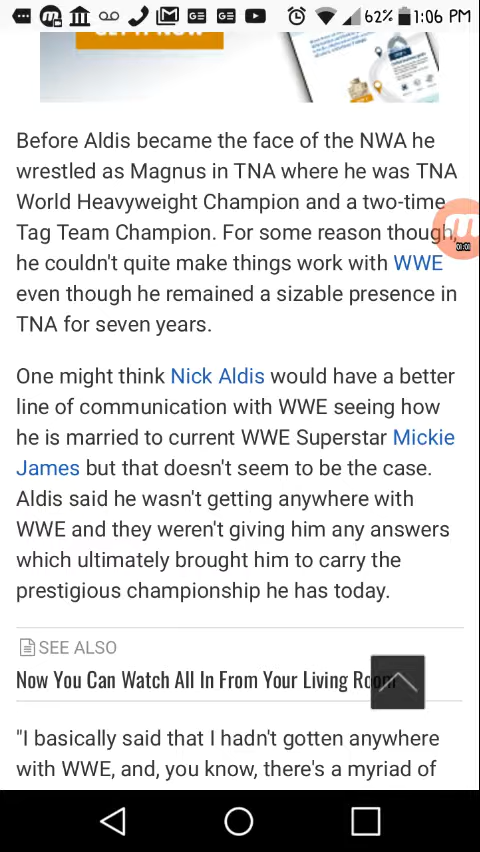 62% 1:06 PM
GET IT NOW
Before Aldis became the face of the NWA he
wrestled as Magnus in TNA where he was TNA
World Heavyweight Champion and a two-time
Tag Team Champion. For some reason though,
he couldn't quite make things work with WWE
even though he remained a sizable presence in
TNA for seven years.
01:01
One might think Nick Aldis would have a better
line of communication with WWE seeing how
he is married to current WWE Superstar Mickie
James but that doesn't seem to be the case.
Aldis said he wasn't getting anywhere with
WWE and they weren't giving him any answers
which ultimately brought him to carry the
prestigious championship he has today.
SEE ALSO
Now You Can Watch All In From Your Living Room
"I basically said that I hadn't gotten anywhere
with WWE, and, you know, there's a myriad of